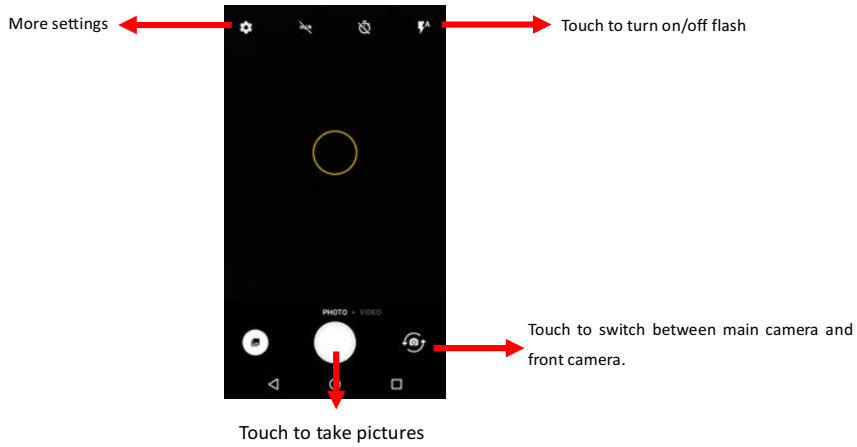 More settings
Touch to turn on/off flash
A
PHOTO • VIDEO
Touch to switch between main camera and
front camera.
Touch to take pictures